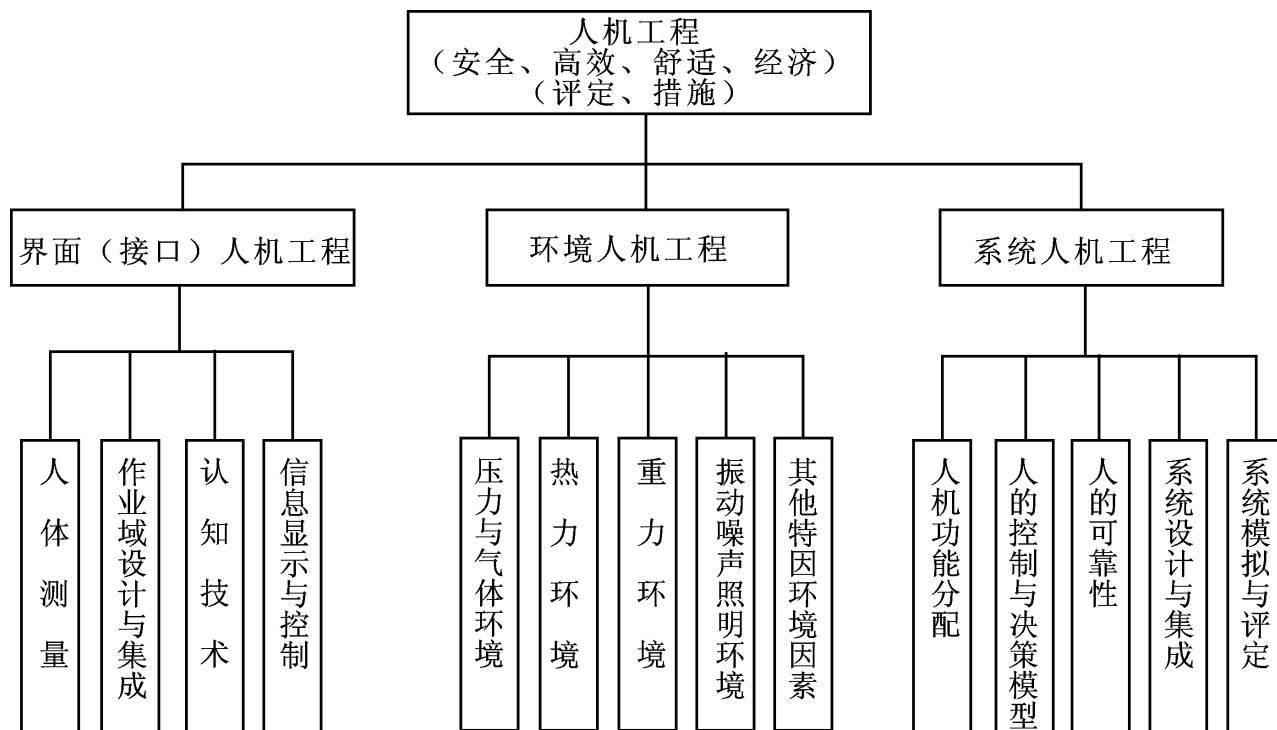 人机工程
（安全、高效、舒适、经济）
（评定、措施）
界面（接口）人机工程
环境人机工程
系统人机工程
人体测量
作业域设计与集成
认知技术
信息显示与控制
压力与气体环境
热力环境
重力环境
振动噪声照明环境
其他特因环境因素
人机功能分配
人的控制与决策模型
人的可靠性
系统设计与集成
系统模拟与评定